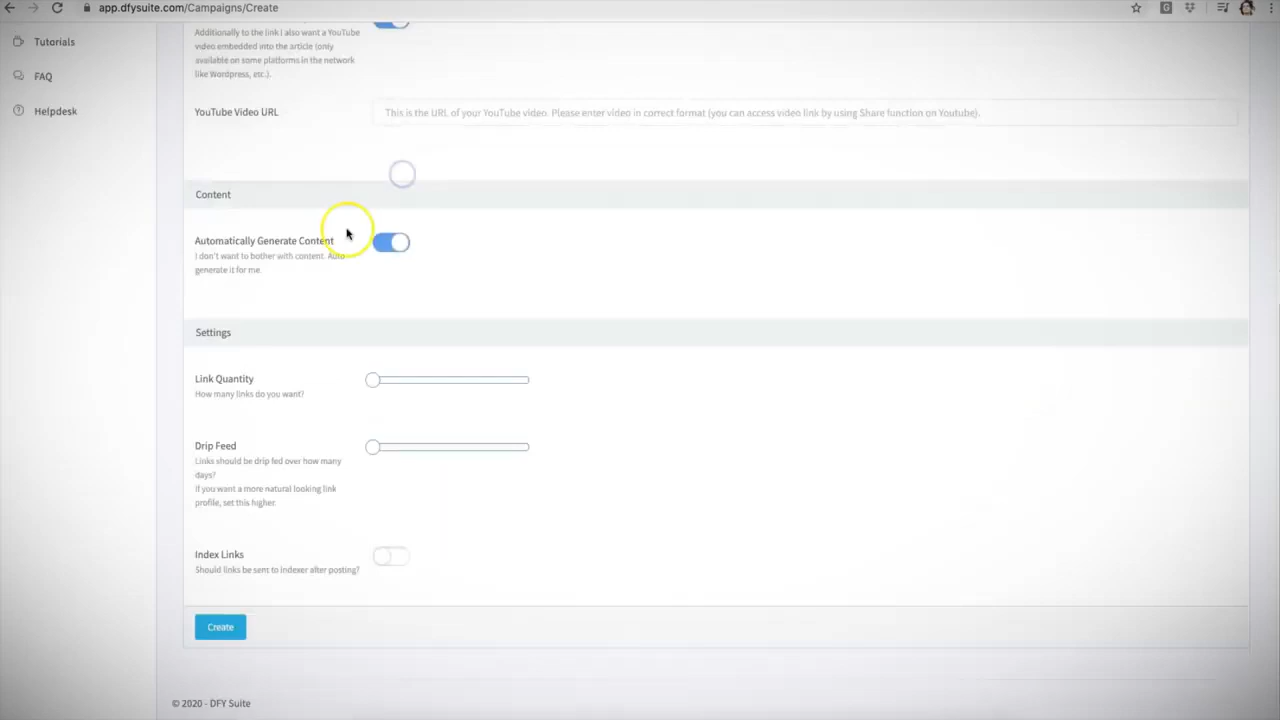 app.dfysuite.com/Campaigns/Create
Tutorials
FAQ
Helpdesk
Additionally to the link I also want a YouTube
video embedded into the article (only
available on some platforms in the network
like Wordpress, etc.).
YouTube Video URL
This is the URL of your YouTube video. Please enter video in correct format (you can access video link by using Share function on Youtube).
Content
Automatically Generate Content
I don't want to bother with content. Auto
generate it for me.
Settings
Link Quantity
How many links do you want?
Drip Feed
Links should be drip fed over how many
days?
If you want a more natural looking link
profile, set this higher.
Index Links
Should links be sent to indexer after posting?
Create
© 2020 - DFY Suite